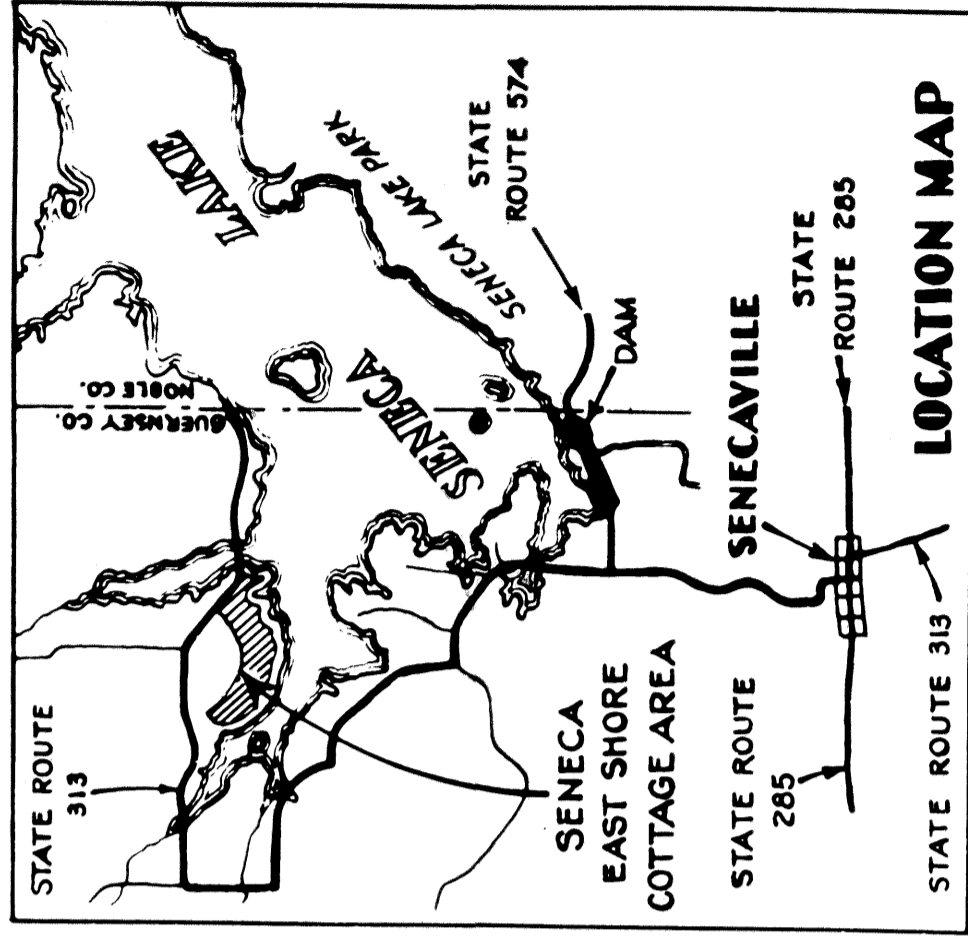 STATE ROUTE
313
GUERNSEY CO.
NOBLE CO.
LAKE
SENECA
SENECA LAKE PARK
STATE
ROUTE 574
DAM
SENECA
EAST SHORE
COTTAGE AREA
SENECAVILLE
STATE ROUTE
285
STATE
ROUTE 285
STATE ROUTE 313
LOCATION MAP